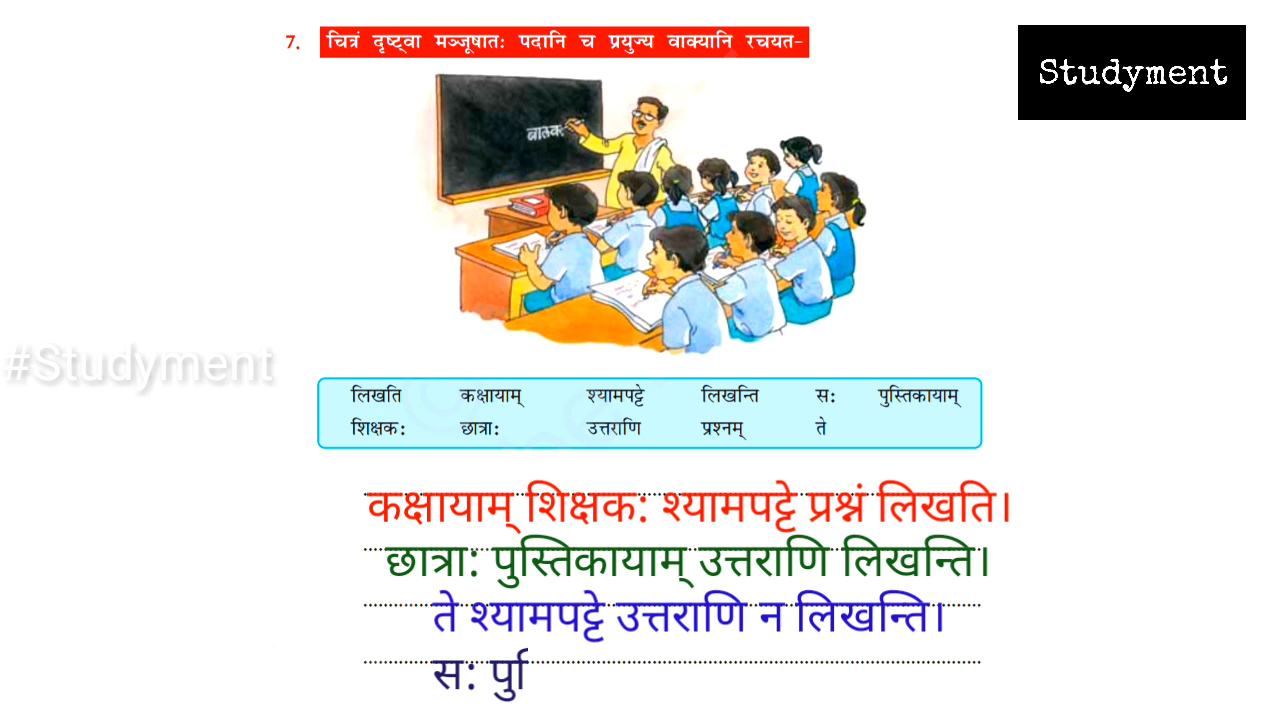 7. चित्रं दृष्ट्वा मञ्जूषातः पदानि च प्रयुज्य वाक्यानि रचयत-
Studyment
बालकः
#Studyment
लिखति कक्षायाम् श्यामपट्टे लिखन्ति सः पुस्तिकायाम्
शिक्षकः छात्राः उत्तराणि प्रश्नम् ते
कक्षायाम् शिक्षक: श्यामपट्टे प्रश्नं लिखति।
छात्रा: पुस्तिकायाम् उत्तराणि लिखन्ति।
ते श्यामपट्टे उत्तराणि न लिखन्ति।
स: पुर्ि